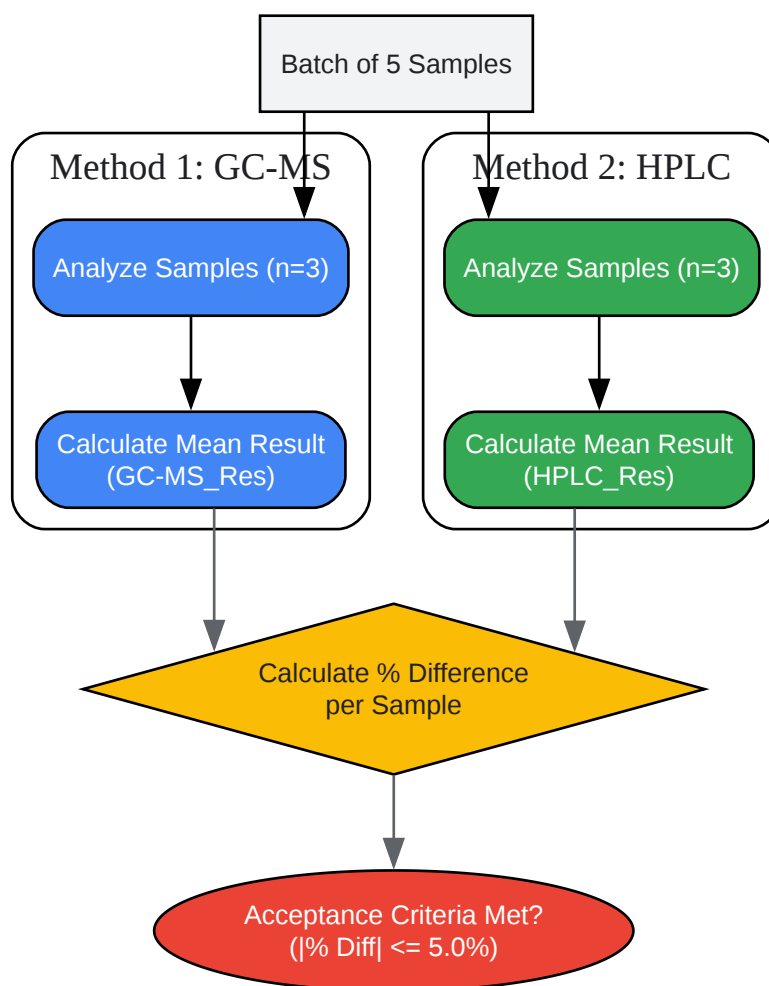 Batch of 5 Samples
Method 1: GC-MS
Method 2: HPLC
Analyze Samples (n=3)
Analyze Samples (n=3)
Calculate Mean Result
(GC-MS_Res)
Calculate Mean Result
(HPLC_Res)
Calculate % Difference
per Sample
Acceptance Criteria Met?
(|% Diff| <= 5.0%)